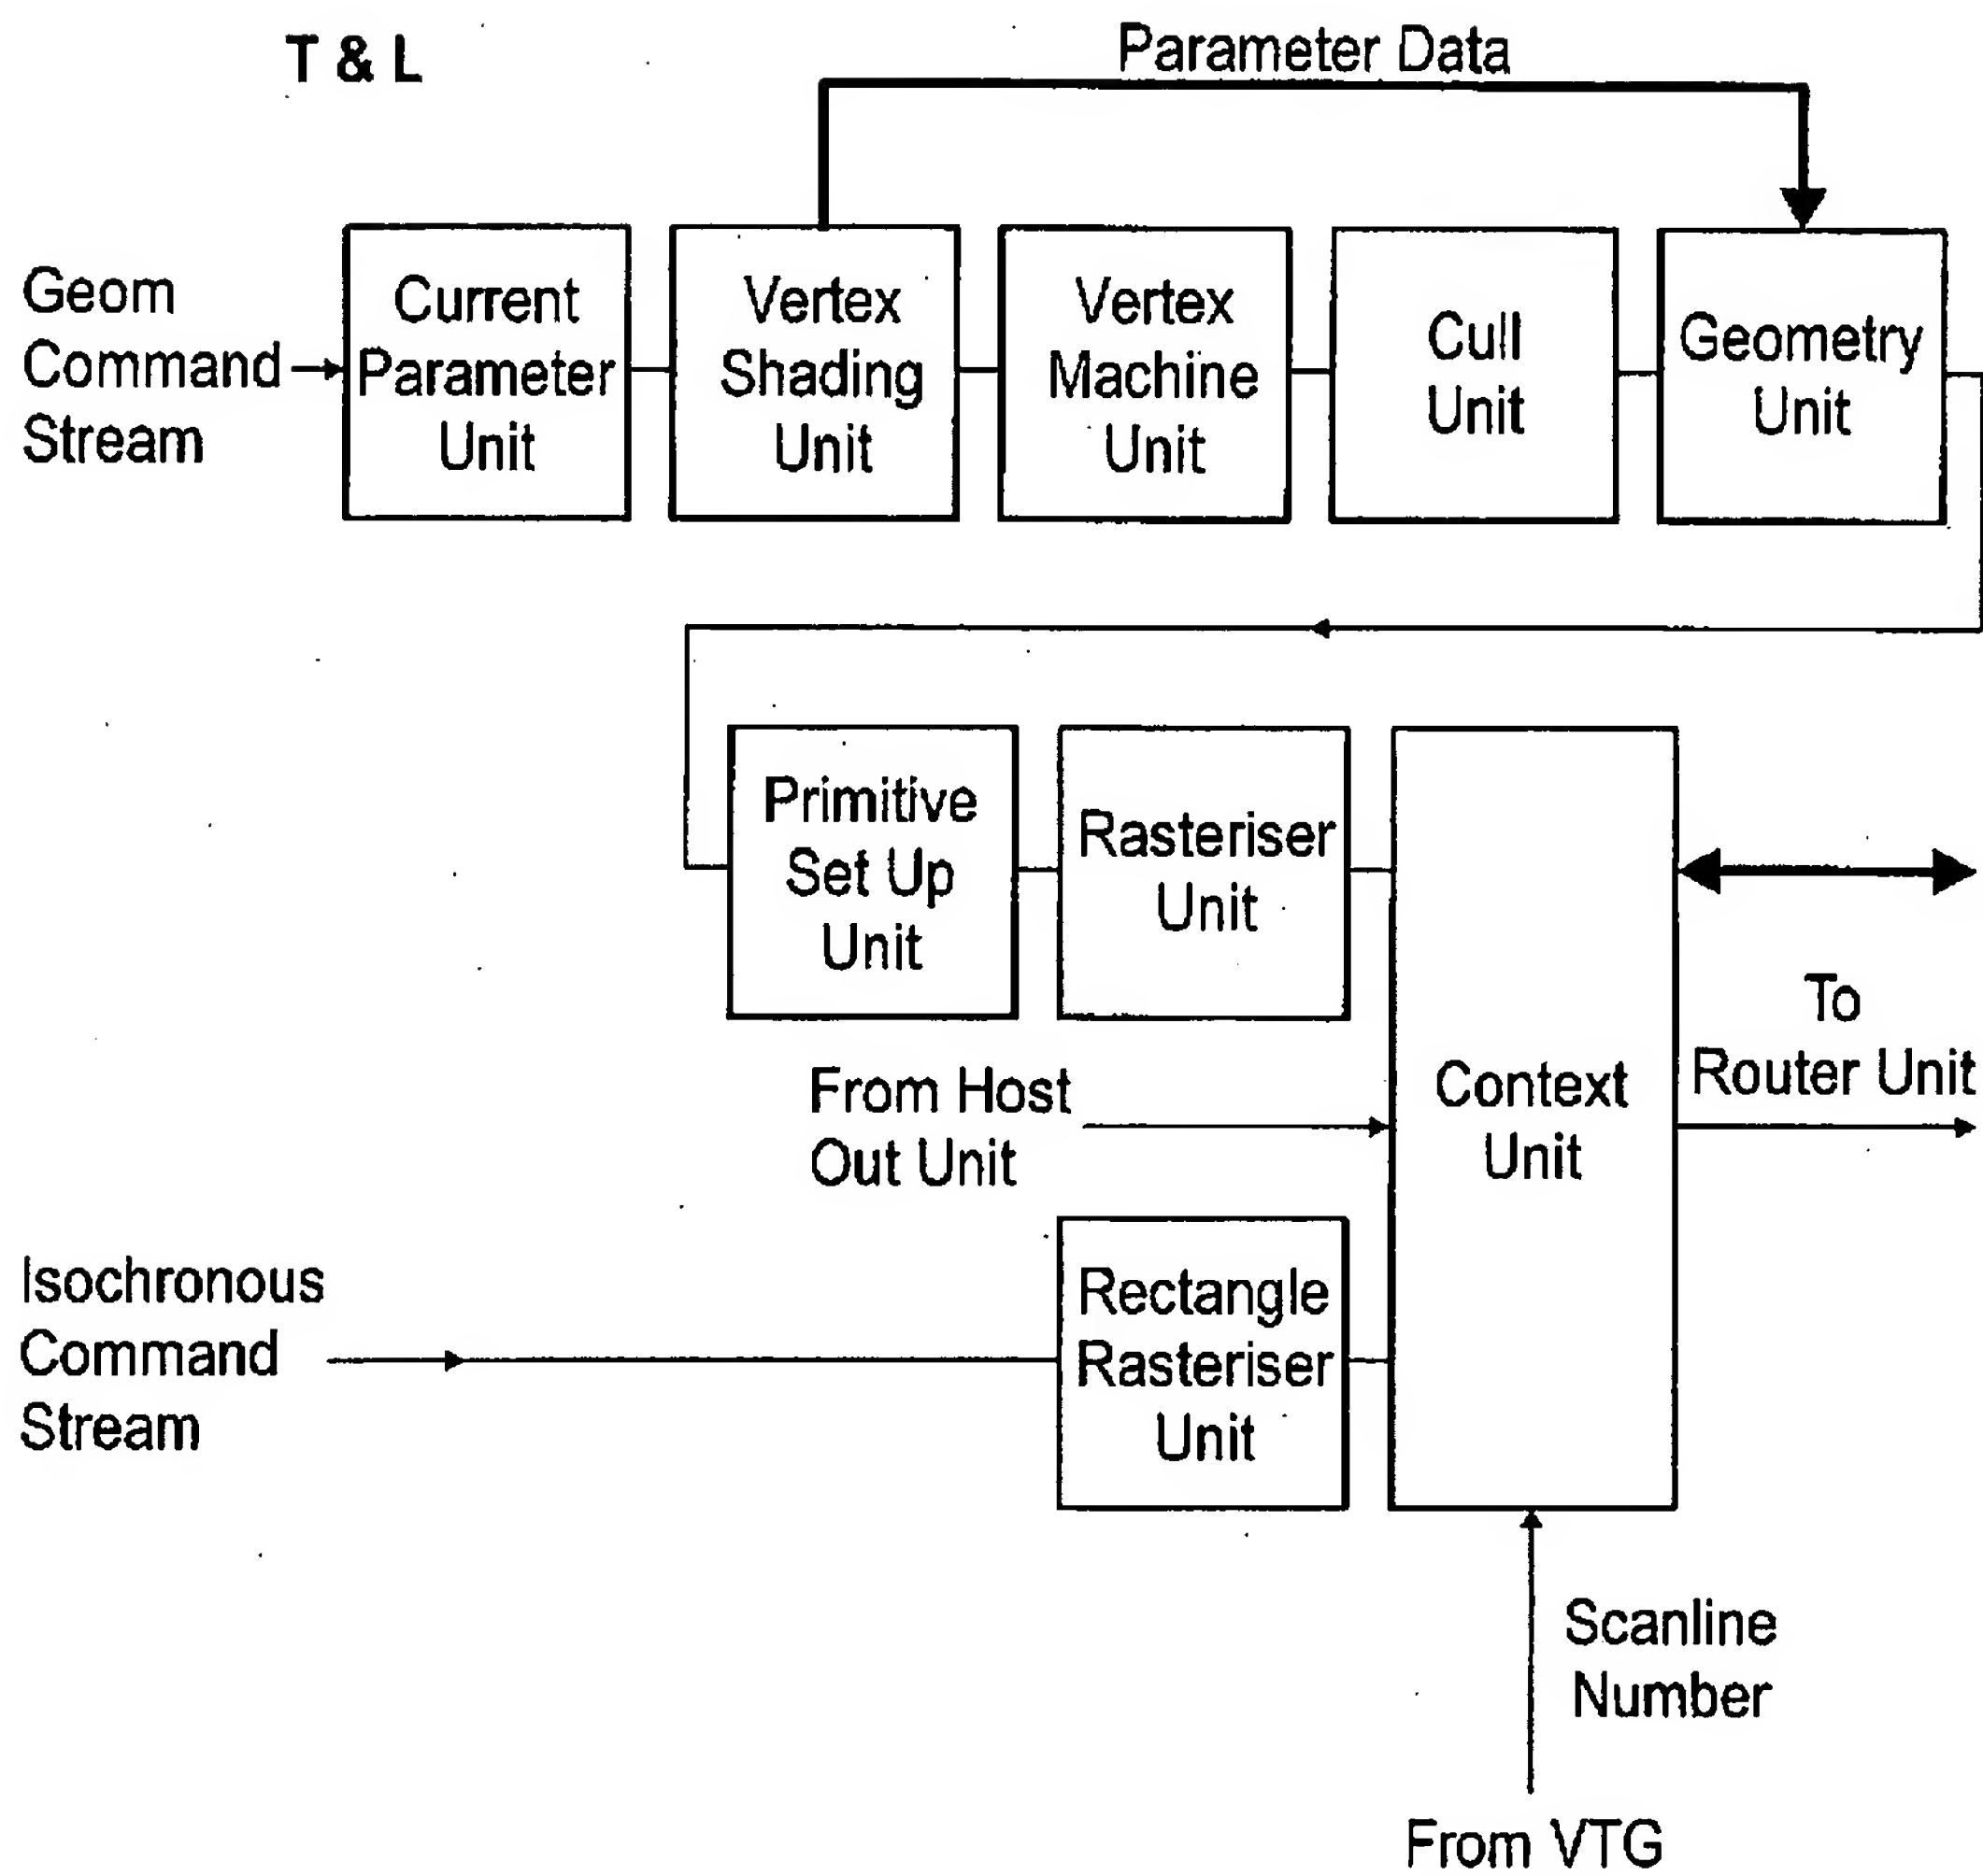 T & L
Parameter Data
Geom
Command
Stream
Current
Parameter
Unit
Vertex
Shading
Unit
Vertex
Machine
Unit
Cull
Unit
Geometry
Unit
Primitive
Set Up
Unit
Rasteriser
Unit
Context
Unit
To
Router Unit
From Host
Out Unit
Isochronous
Command
Stream
Rectangle
Rasteriser
Unit
Scanline
Number
From VTG